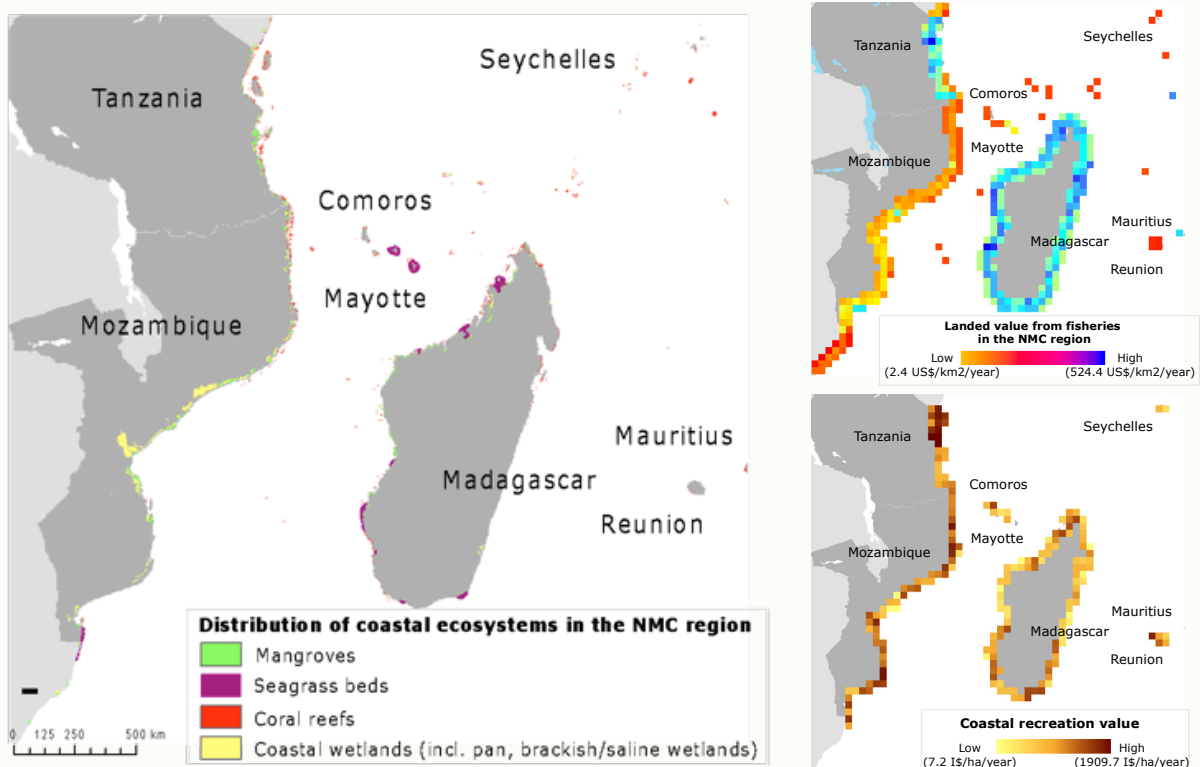 Seychelles
Tanzania
Comoros
Mayotte
Mozambique
Mauritius
Madagascar
Reunion
Distribution of coastal ecosystems in the NMC region
Mangroves
Seagrass beds
Coral reefs
Coastal wetlands (incl. pan, brackish/saline wetlands)
0 125 250 500 km
Seychelles
Tanzania
Comoros
Mayotte
Mozambique
Mauritius
Madagascar
Reunion
Landed value from fisheries
in the NMC region
Low High
(2.4 US$/km2/year) (524.4 US$/km2/year)
Seychelles
Tanzania
Comoros
Mayotte
Mozambique
Mauritius
Madagascar
Reunion
Coastal recreation value
Low High
(7.2 I$/ha/year) (1909.7 I$/ha/year)